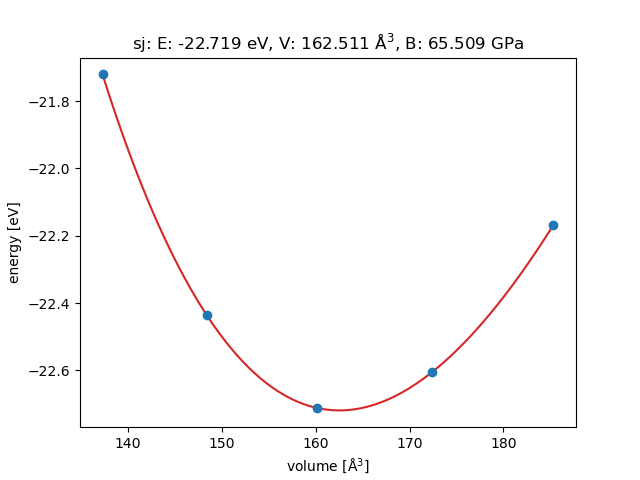 sj: E: -22.719 eV, V: 162.511 Å³, B: 65.509 GPa
−21.8
−22.0
−22.2
−22.4
−22.6
energy [eV]
140 150 160 170 180
volume [Å³]